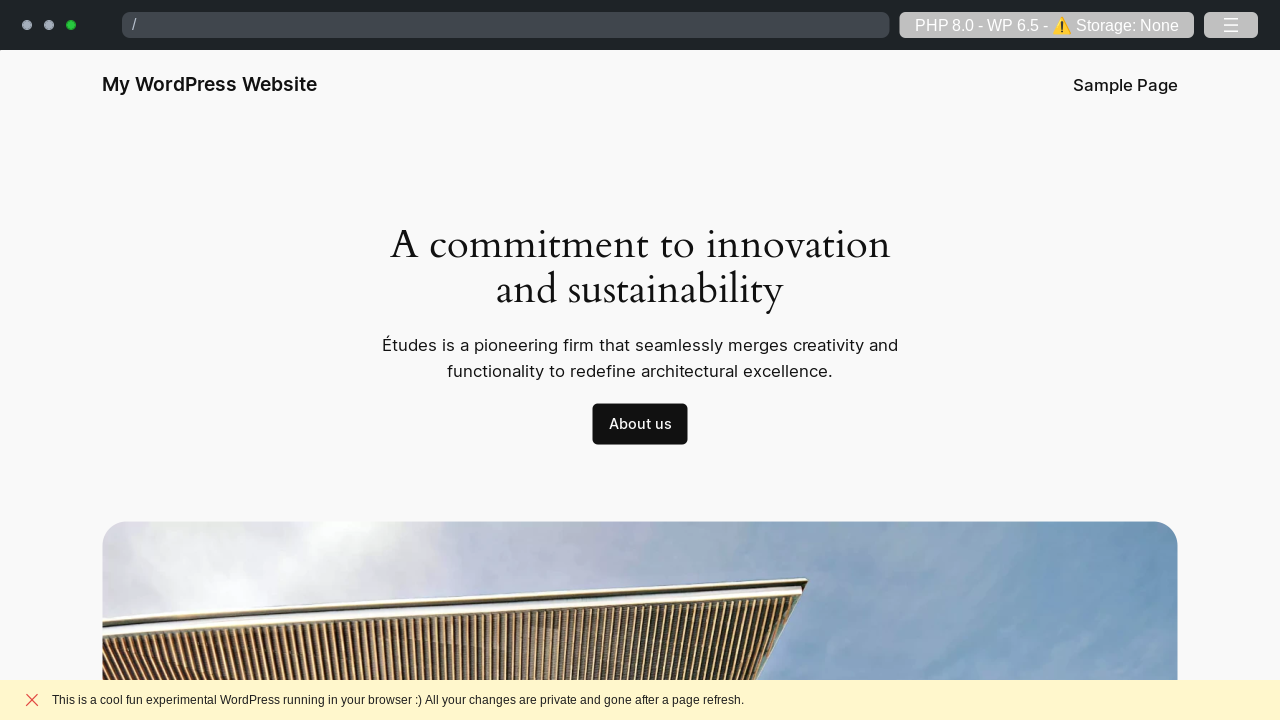 /
PHP 8.0 - WP 6.5 - ⚠️ Storage: None
My WordPress Website
Sample Page
A commitment to innovation
and sustainability
Études is a pioneering firm that seamlessly merges creativity and
functionality to redefine architectural excellence.
About us
This is a cool fun experimental WordPress running in your browser :) All your changes are private and gone after a page refresh.